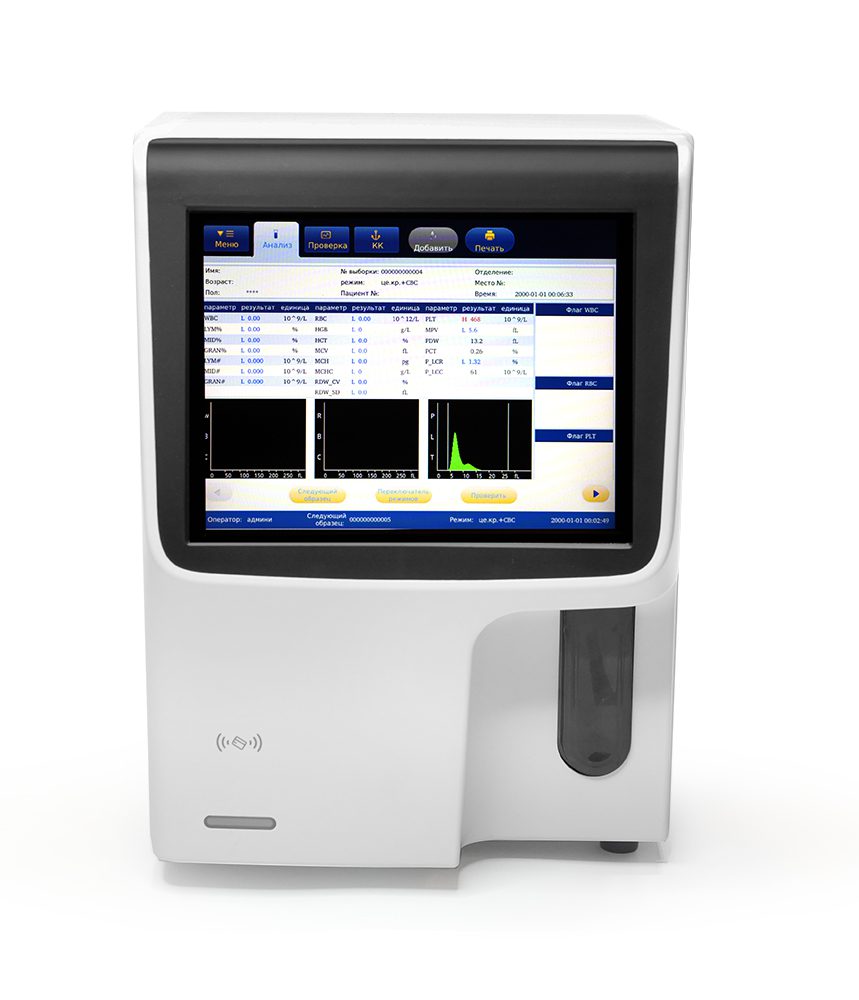 Меню Анализ Проверка КК Добавить Печать
Имя: № выборки: 000000000004 Отделение:
Возраст: режим: це.кр.+CBC Место №:
Пол: **** Пациент №: Время: 2000-01-01 00:06:33
параметр результат единица параметр результат единица параметр результат единица Флаг WBC
WBC L 0.00 10^9/L RBC L 0.00 10^12/L PLT H 468 10^9/L
LYM% L 0.00 % HGB L 0 g/L MPV L 5.6 fL
MID% L 0.00 % HCT L 0.00 % PDW 13.2 fL
GRAN% L 0.00 % MCV L 0.0 fL PCT 0.26 %
LYM# L 0.000 10^9/L MCH L 0.0 pg P_LCR L 1.32 %
MID# L 0.000 10^9/L MCHC L 0 g/L P_LCC 61 10^9/L
GRAN# L 0.000 10^9/L RDW_CV L 0.0 % Флаг RBC
RDW_SD L 0.0 fL
W B C R B C P L T Флаг PLT
0 50 100 150 200 250 300 fL 0 50 100 150 200 250 fL 0 5 10 15 20 25 30 fL
Следующий образец Переключатель режимов Проверить
Оператор: админи Следующий образец: 000000000005 Режим: це.кр.+CBC 2000-01-01 00:02:49